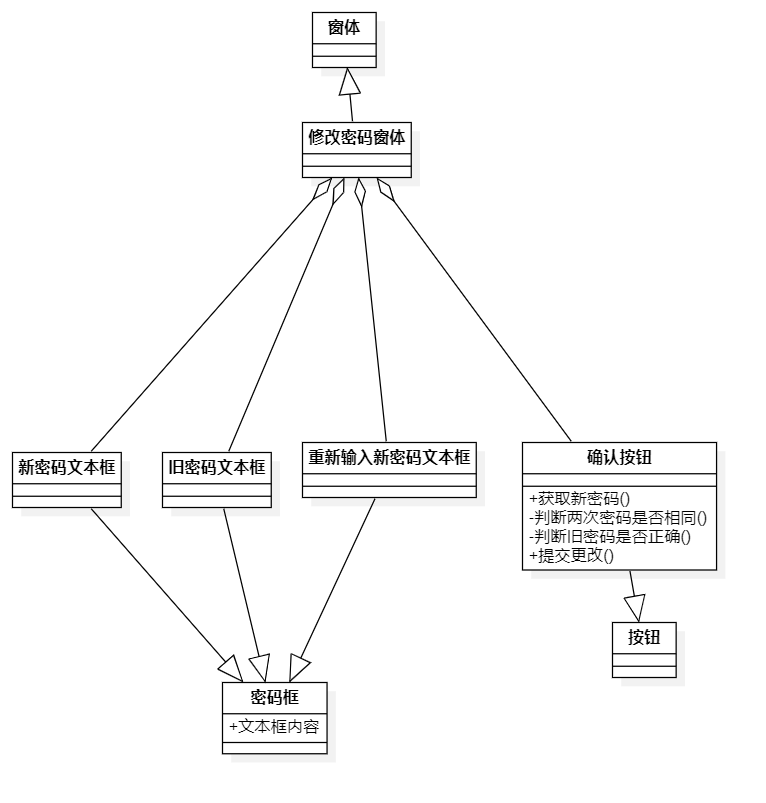 窗体
修改密码窗体
新密码文本框
旧密码文本框
重新输入新密码文本框
确认按钮
+获取新密码()
-判断两次密码是否相同()
-判断旧密码是否正确()
+提交更改()
按钮
密码框
+文本框内容